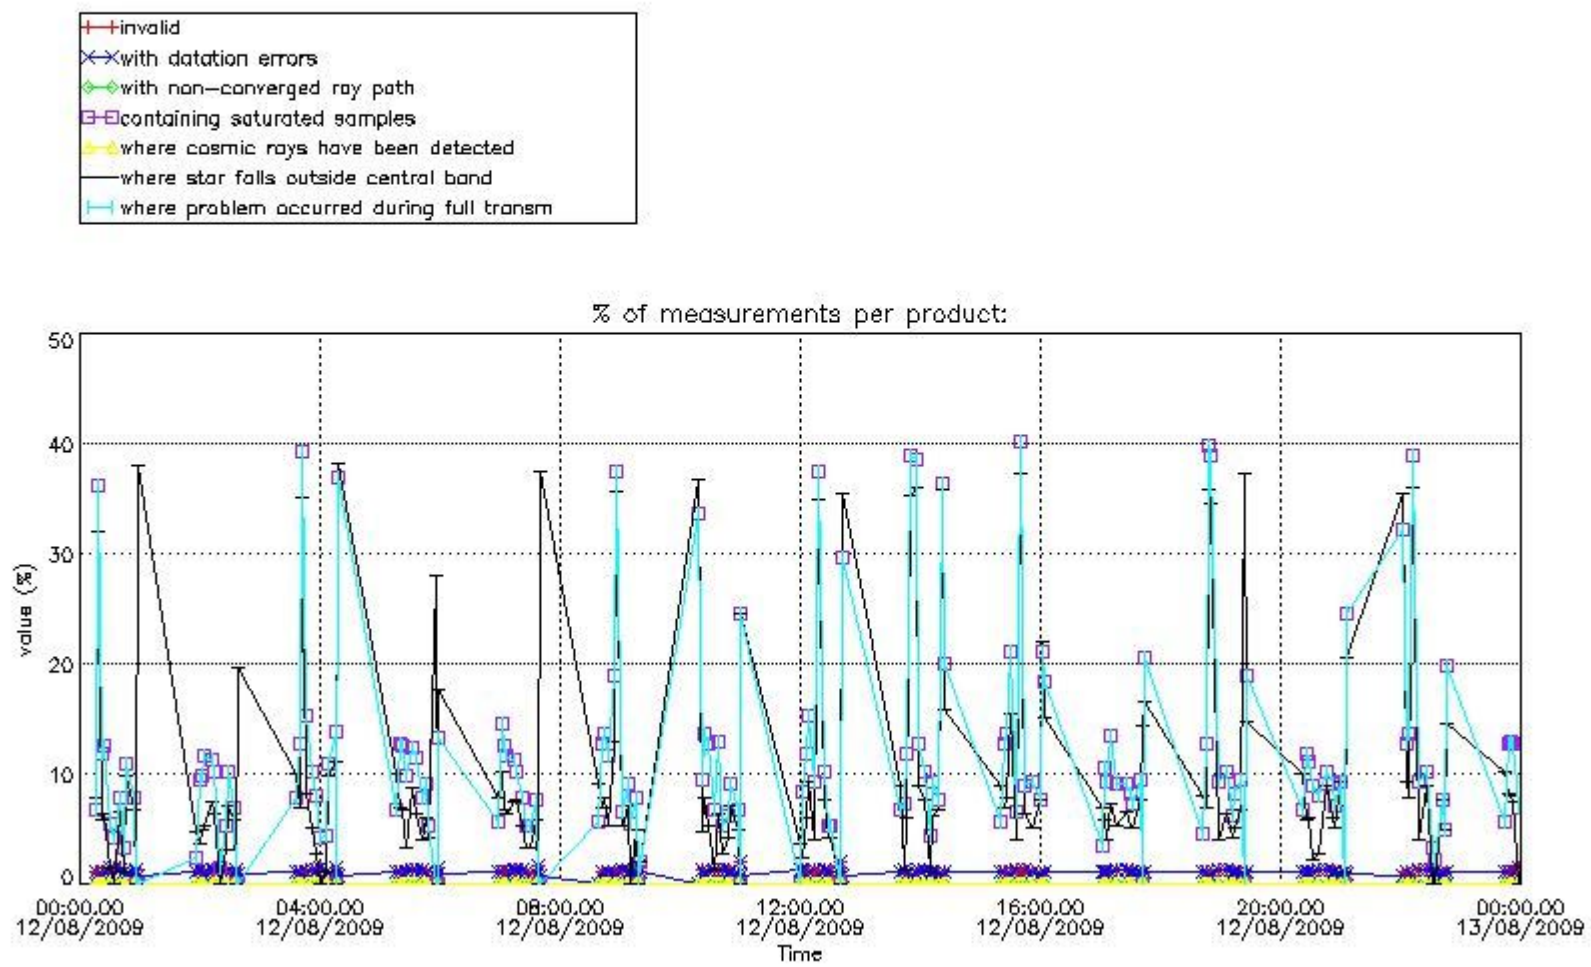 invalid
with datation errors
with non-converged ray path
containing saturated samples
where cosmic rays have been detected
where star falls outside central band
where problem occurred during full transm
% of measurements per product:
50
40
30
20
10
0
value (%)
00:00:00 04:00:00 08:00:00 12:00:00 16:00:00 20:00:00 00:00:00
12/08/2009 12/08/2009 12/08/2009 12/08/2009 12/08/2009 12/08/2009 13/08/2009
Time